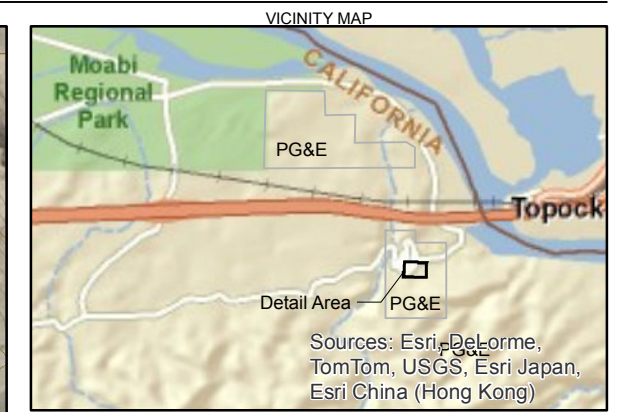 VICINITY MAP
Moabi
Regional
Park
CALIFORNIA
PG&E
Topock
Detail Area
PG&E
PG&E
Sources: Esri, DeLorme,
TomTom, USGS, Esri Japan,
Esri China (Hong Kong)